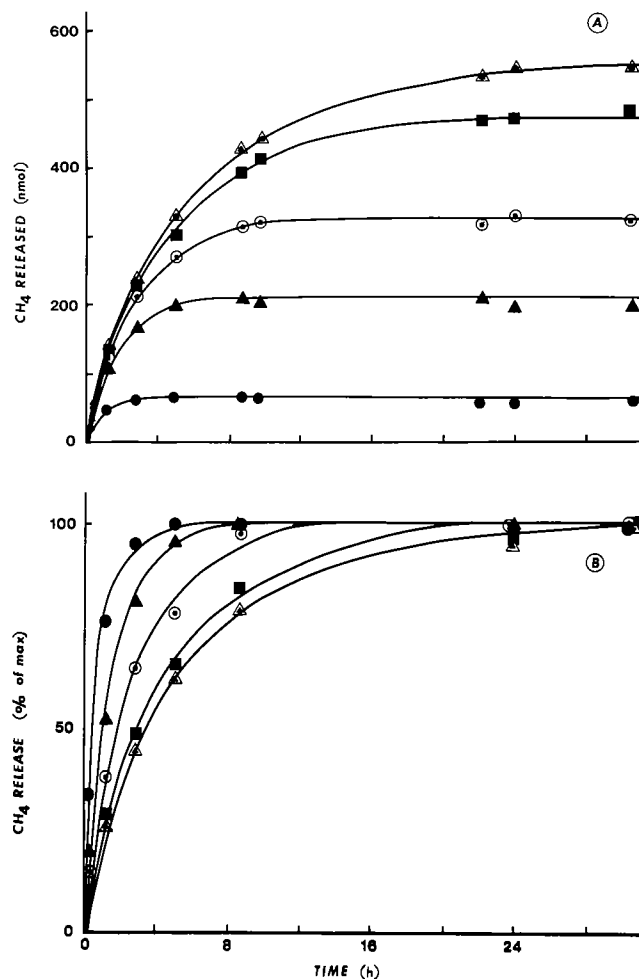 A
600
400
200
0
CH4 RELEASED (nmol)
B
100
50
0
CH4 RELEASE (% of max)
0 8 16 24
TIME (h)